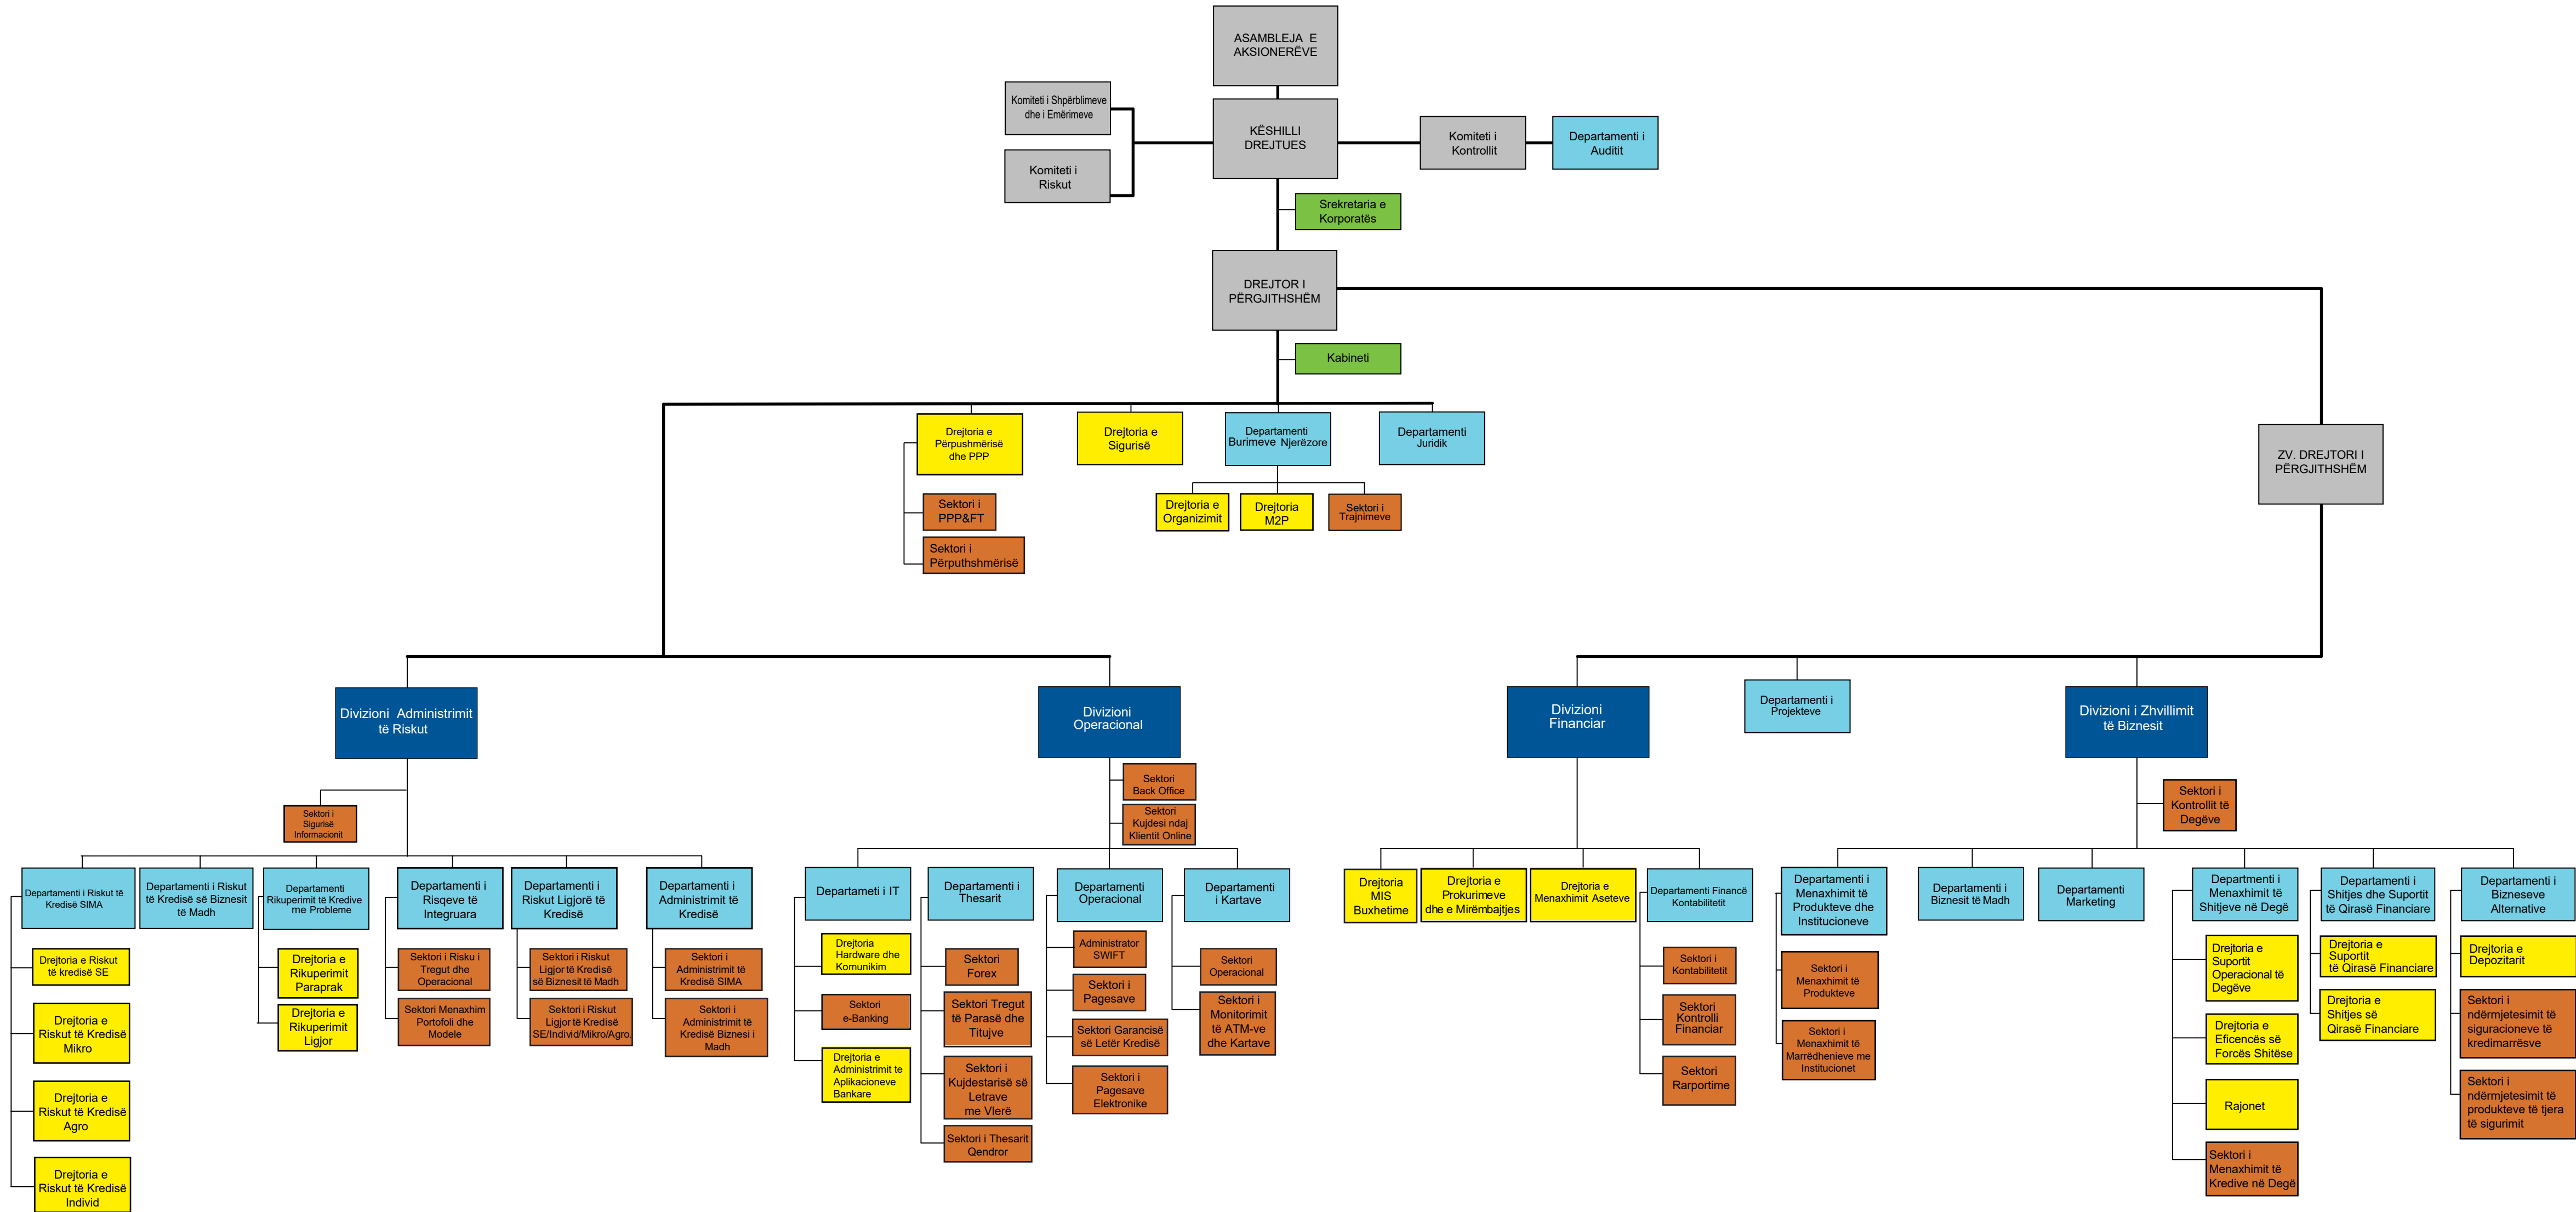 ASAMBLEJA E
AKSIONERËVE
Komiteti i Shpërblimeve
dhe i Emërimeve
KËSHILLI
DREJTUES
Komiteti i
Kontrollit
Departamenti i
Auditit
Komiteti i
Riskut
Srekretaria e
Korporatës
DREJTOR I
PËRGJITHSHËM
Kabineti
Drejtoria e
Përpushmërisë
dhe PPP
Drejtoria e
Sigurisë
Departamenti
Burimeve Njerëzore
Departamenti
Juridik
ZV. DREJTORI I
PËRGJITHSHËM
Sektori i
PPP&FT
Sektori i
Përputhshmërisë
Drejtoria e
Organizimit
Drejtoria
M2P
Sektori i
Trajnimeve
Divizioni Administrimit
të Riskut
Divizioni
Operacional
Divizioni
Financiar
Departamenti i
Projekteve
Divizioni i Zhvillimit
të Biznesit
Sektori i
Sigurisë
Informacionit
Sektori
Back Office
Sektori
Kujdesi ndaj
Klientit Online
Sektori i
Kontrollit të
Degëve
Departamenti i Riskut të
Kredisë SIMA
Departamenti i Riskut
të Kredisë së Biznesit
të Madh
Departamenti
Rikuperimit të Kredive
me Probleme
Departamenti i
Risqeve të
Integruara
Departamenti i
Riskut Ligjorë të
Kredisë
Departamenti i
Administrimit të
Kredisë
Departameti i IT
Departamenti i
Thesarit
Departamenti
Operacional
Departamenti
i Kartave
Drejtoria
MIS
Buxhetime
Drejtoria e
Prokurimeve
dhe e Mirëmbajtjes
Drejtoria e
Menaxhimit Aseteve
Departamenti Financë
Kontabilitetit
Departamenti i
Menaxhimit të
Produkteve dhe
Institucioneve
Departamenti i
Biznesit të Madh
Departamenti
Marketing
Departmenti i
Menaxhimit të
Shitjeve në Degë
Departamenti i
Shitjes dhe Suportit
të Qirasë Financiare
Departamenti i
Bizneseve
Alternative
Drejtoria e Riskut
të kredisë SE
Drejtoria e
Riskut të Kredisë
Mikro
Drejtoria e
Riskut të Kredisë
Agro
Drejtoria e
Riskut të Kredisë
Individ
Drejtoria e
Rikuperimit
Paraprak
Drejtoria e
Rikuperimit
Ligjor
Sektori i Risku i
Tregut dhe
Operacional
Sektori Menaxhim
Portofoli dhe
Modele
Sektori i Riskut
Ligjor të Kredisë
së Biznesit të Madh
Sektori i Riskut
Ligjor të Kredisë
SE/Individ/Mikro/Agro.
Sektori i
Administrimit të
Kredisë SIMA
Sektori i
Administrimit të
Kredisë Biznesi i
Madh
Drejtoria
Hardware dhe
Komunikim
Sektori
e-Banking
Drejtoria e
Administrimit te
Aplikacioneve
Bankare
Sektori
Forex
Sektori Tregut
të Parasë dhe
Titujve
Sektori i
Kujdestarisë së
Letrave
me Vlerë
Sektori i Thesarit
Qendror
Administrator
SWIFT
Sektori i
Pagesave
Sektori Garancisë
së Letër Kredisë
Sektori i
Pagesave
Elektronike
Sektori
Operacional
Sektori i
Monitorimit
të ATM-ve
dhe Kartave
Sektori i
Kontabilitetit
Sektori
Kontrolli
Financiar
Sektori
Rarportime
Sektori i
Menaxhimit të
Produkteve
Sektori i
Menaxhimit të
Marrëdhenieve me
Institucionet
Drejtoria e
Suportit
Operacional të
Degëve
Drejtoria e
Eficencës së
Forcës Shitëse
Rajonet
Sektori i
Menaxhimit të
Kredive në Degë
Drejtoria e
Suportit
të Qirasë Financiare
Drejtoria e
Shitjes së
Qirasë Financiare
Drejtoria e
Depozitarit
Sektori i
ndërmjetesimit të
siguracioneve të
kredimarrësve
Sektori i
ndërmjetesimit të
produkteve të tjera
të sigurimit